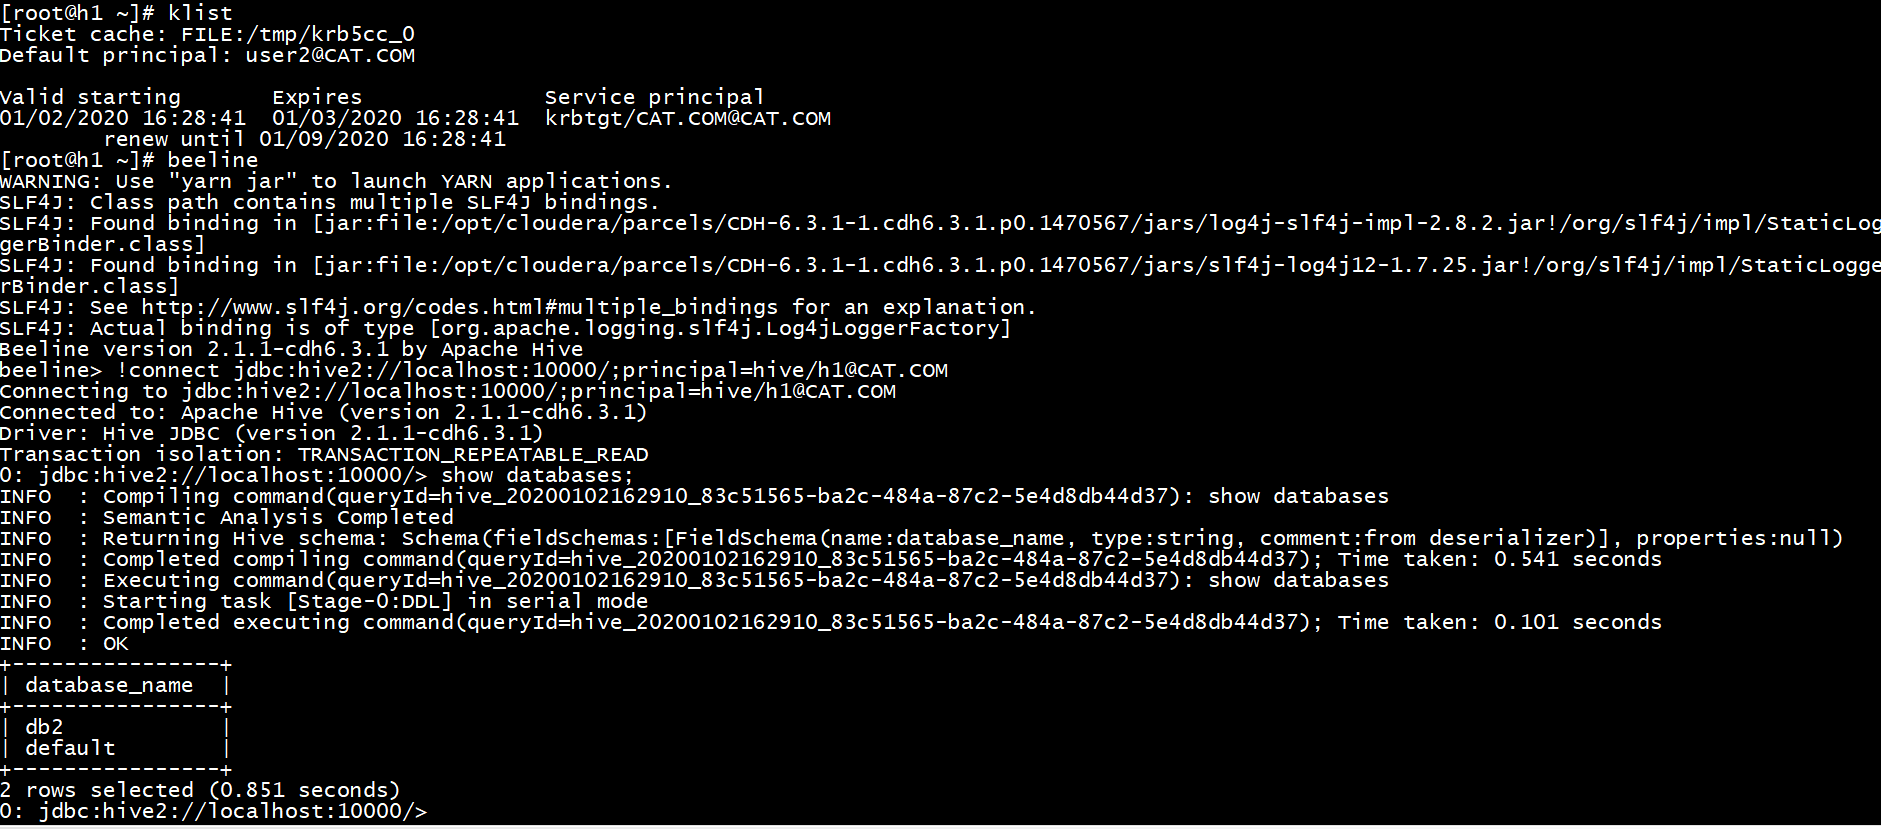 [root@h1 ~]# klist
Ticket cache: FILE:/tmp/krb5cc_0
Default principal: user2@CAT.COM
Valid starting       Expires              Service principal
01/02/2020 16:28:41  01/03/2020 16:28:41  krbtgt/CAT.COM@CAT.COM
        renew until 01/09/2020 16:28:41
[root@h1 ~]# beeline
WARNING: Use "yarn jar" to launch YARN applications.
SLF4J: Class path contains multiple SLF4J bindings.
SLF4J: Found binding in [jar:file:/opt/cloudera/parcels/CDH-6.3.1-1.cdh6.3.1.p0.1470567/jars/log4j-slf4j-impl-2.8.2.jar!/org/slf4j/impl/StaticLog
gerBinder.class]
SLF4J: Found binding in [jar:file:/opt/cloudera/parcels/CDH-6.3.1-1.cdh6.3.1.p0.1470567/jars/slf4j-log4j12-1.7.25.jar!/org/slf4j/impl/StaticLogge
rBinder.class]
SLF4J: See http://www.slf4j.org/codes.html#multiple_bindings for an explanation.
SLF4J: Actual binding is of type [org.apache.logging.slf4j.Log4jLoggerFactory]
Beeline version 2.1.1-cdh6.3.1 by Apache Hive
beeline> !connect jdbc:hive2://localhost:10000/;principal=hive/h1@CAT.COM
Connecting to jdbc:hive2://localhost:10000/;principal=hive/h1@CAT.COM
Connected to: Apache Hive (version 2.1.1-cdh6.3.1)
Driver: Hive JDBC (version 2.1.1-cdh6.3.1)
Transaction isolation: TRANSACTION_REPEATABLE_READ
0: jdbc:hive2://localhost:10000/> show databases;
INFO  : Compiling command(queryId=hive_20200102162910_83c51565-ba2c-484a-87c2-5e4d8db44d37): show databases
INFO  : Semantic Analysis Completed
INFO  : Returning Hive schema: Schema(fieldSchemas:[FieldSchema(name:database_name, type:string, comment:from deserializer)], properties:null)
INFO  : Completed compiling command(queryId=hive_20200102162910_83c51565-ba2c-484a-87c2-5e4d8db44d37); Time taken: 0.541 seconds
INFO  : Executing command(queryId=hive_20200102162910_83c51565-ba2c-484a-87c2-5e4d8db44d37): show databases
INFO  : Starting task [Stage-0:DDL] in serial mode
INFO  : Completed executing command(queryId=hive_20200102162910_83c51565-ba2c-484a-87c2-5e4d8db44d37); Time taken: 0.101 seconds
INFO  : OK
+----------------+
| database_name  |
+----------------+
| db2            |
| default        |
+----------------+
2 rows selected (0.851 seconds)
0: jdbc:hive2://localhost:10000/>